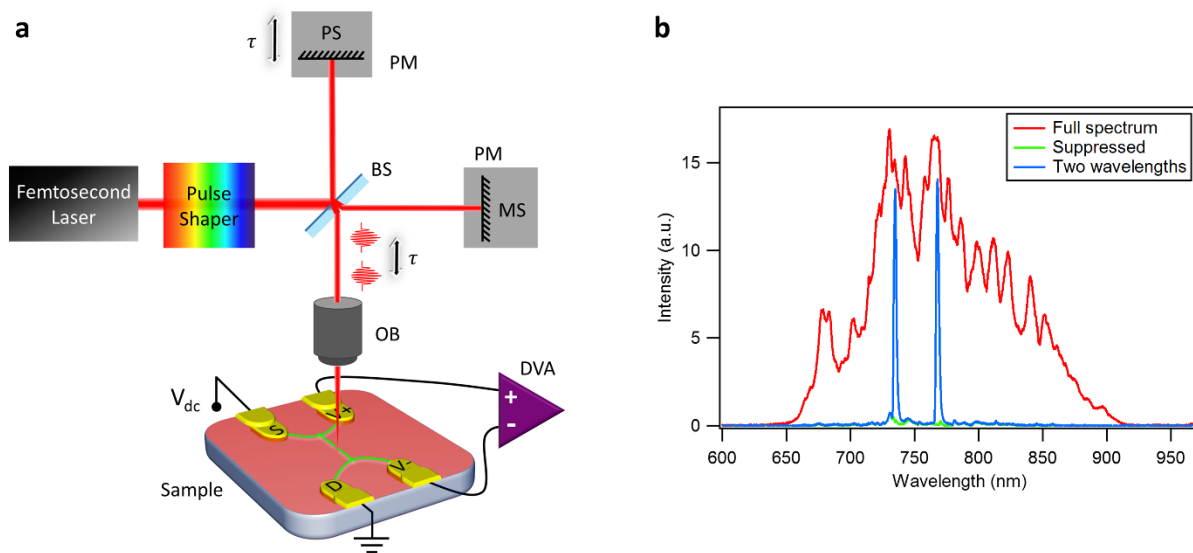 a
τ
PS
PM
Femtosecond
Laser
Pulse
Shaper
BS
PM
MS
τ
OB
DVA
+
-
V_dc
S
V+
V-
D
Sample
b
Full spectrum
Suppressed
Two wavelengths
Intensity (a.u.)
15
10
5
0
600
650
700
750
800
850
900
950
Wavelength (nm)